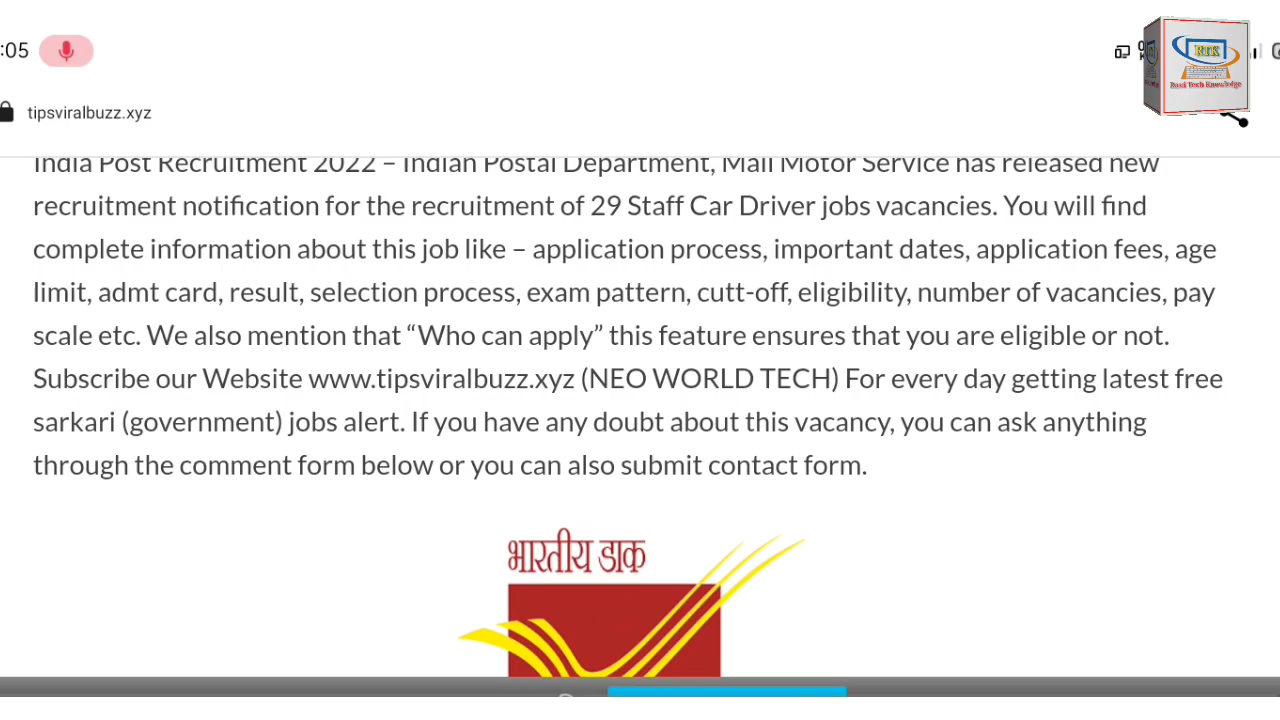 :05
tipsviralbuzz.xyz
RTK
India Post Recruitment 2022 – Indian Postal Department, Mail Motor Service has released new
recruitment notification for the recruitment of 29 Staff Car Driver jobs vacancies. You will find
complete information about this job like – application process, important dates, application fees, age
limit, admt card, result, selection process, exam pattern, cutt-off, eligibility, number of vacancies, pay
scale etc. We also mention that “Who can apply” this feature ensures that you are eligible or not.
Subscribe our Website www.tipsviralbuzz.xyz (NEO WORLD TECH) For every day getting latest free
sarkari (government) jobs alert. If you have any doubt about this vacancy, you can ask anything
through the comment form below or you can also submit contact form.
भारतीय डाक